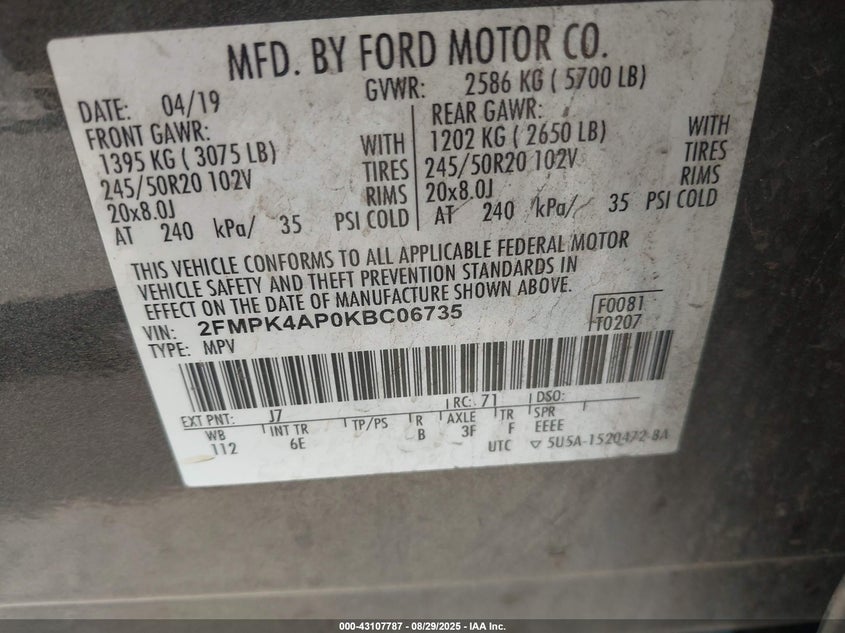 MFD. BY FORD MOTOR CO.
DATE: 04/19 GVWR: 2586 KG ( 5700 LB)
FRONT GAWR: REAR GAWR:
1395 KG ( 3075 LB) WITH 1202 KG ( 2650 LB) WITH
245/50R20 102V TIRES 245/50R20 102V TIRES
20x8.0J RIMS 20x8.0J RIMS
AT 240 kPa/ 35 PSI COLD AT 240 kPa/ 35 PSI COLD
THIS VEHICLE CONFORMS TO ALL APPLICABLE FEDERAL MOTOR
VEHICLE SAFETY AND THEFT PREVENTION STANDARDS IN
EFFECT ON THE DATE OF MANUFACTURE SHOWN ABOVE.
VIN: 2FMPK4AP0KBC06735 F0081
TYPE: MPV T0207
EXT PNT: J7 RC: 71 DSO:
WB INT TR TP/PS R AXLE TR SPR
112 6E B 3F F EEEE
UTC ▽ 5U5A-1520472-BA
000-43107787 - 08/29/2025 - IAA Inc.